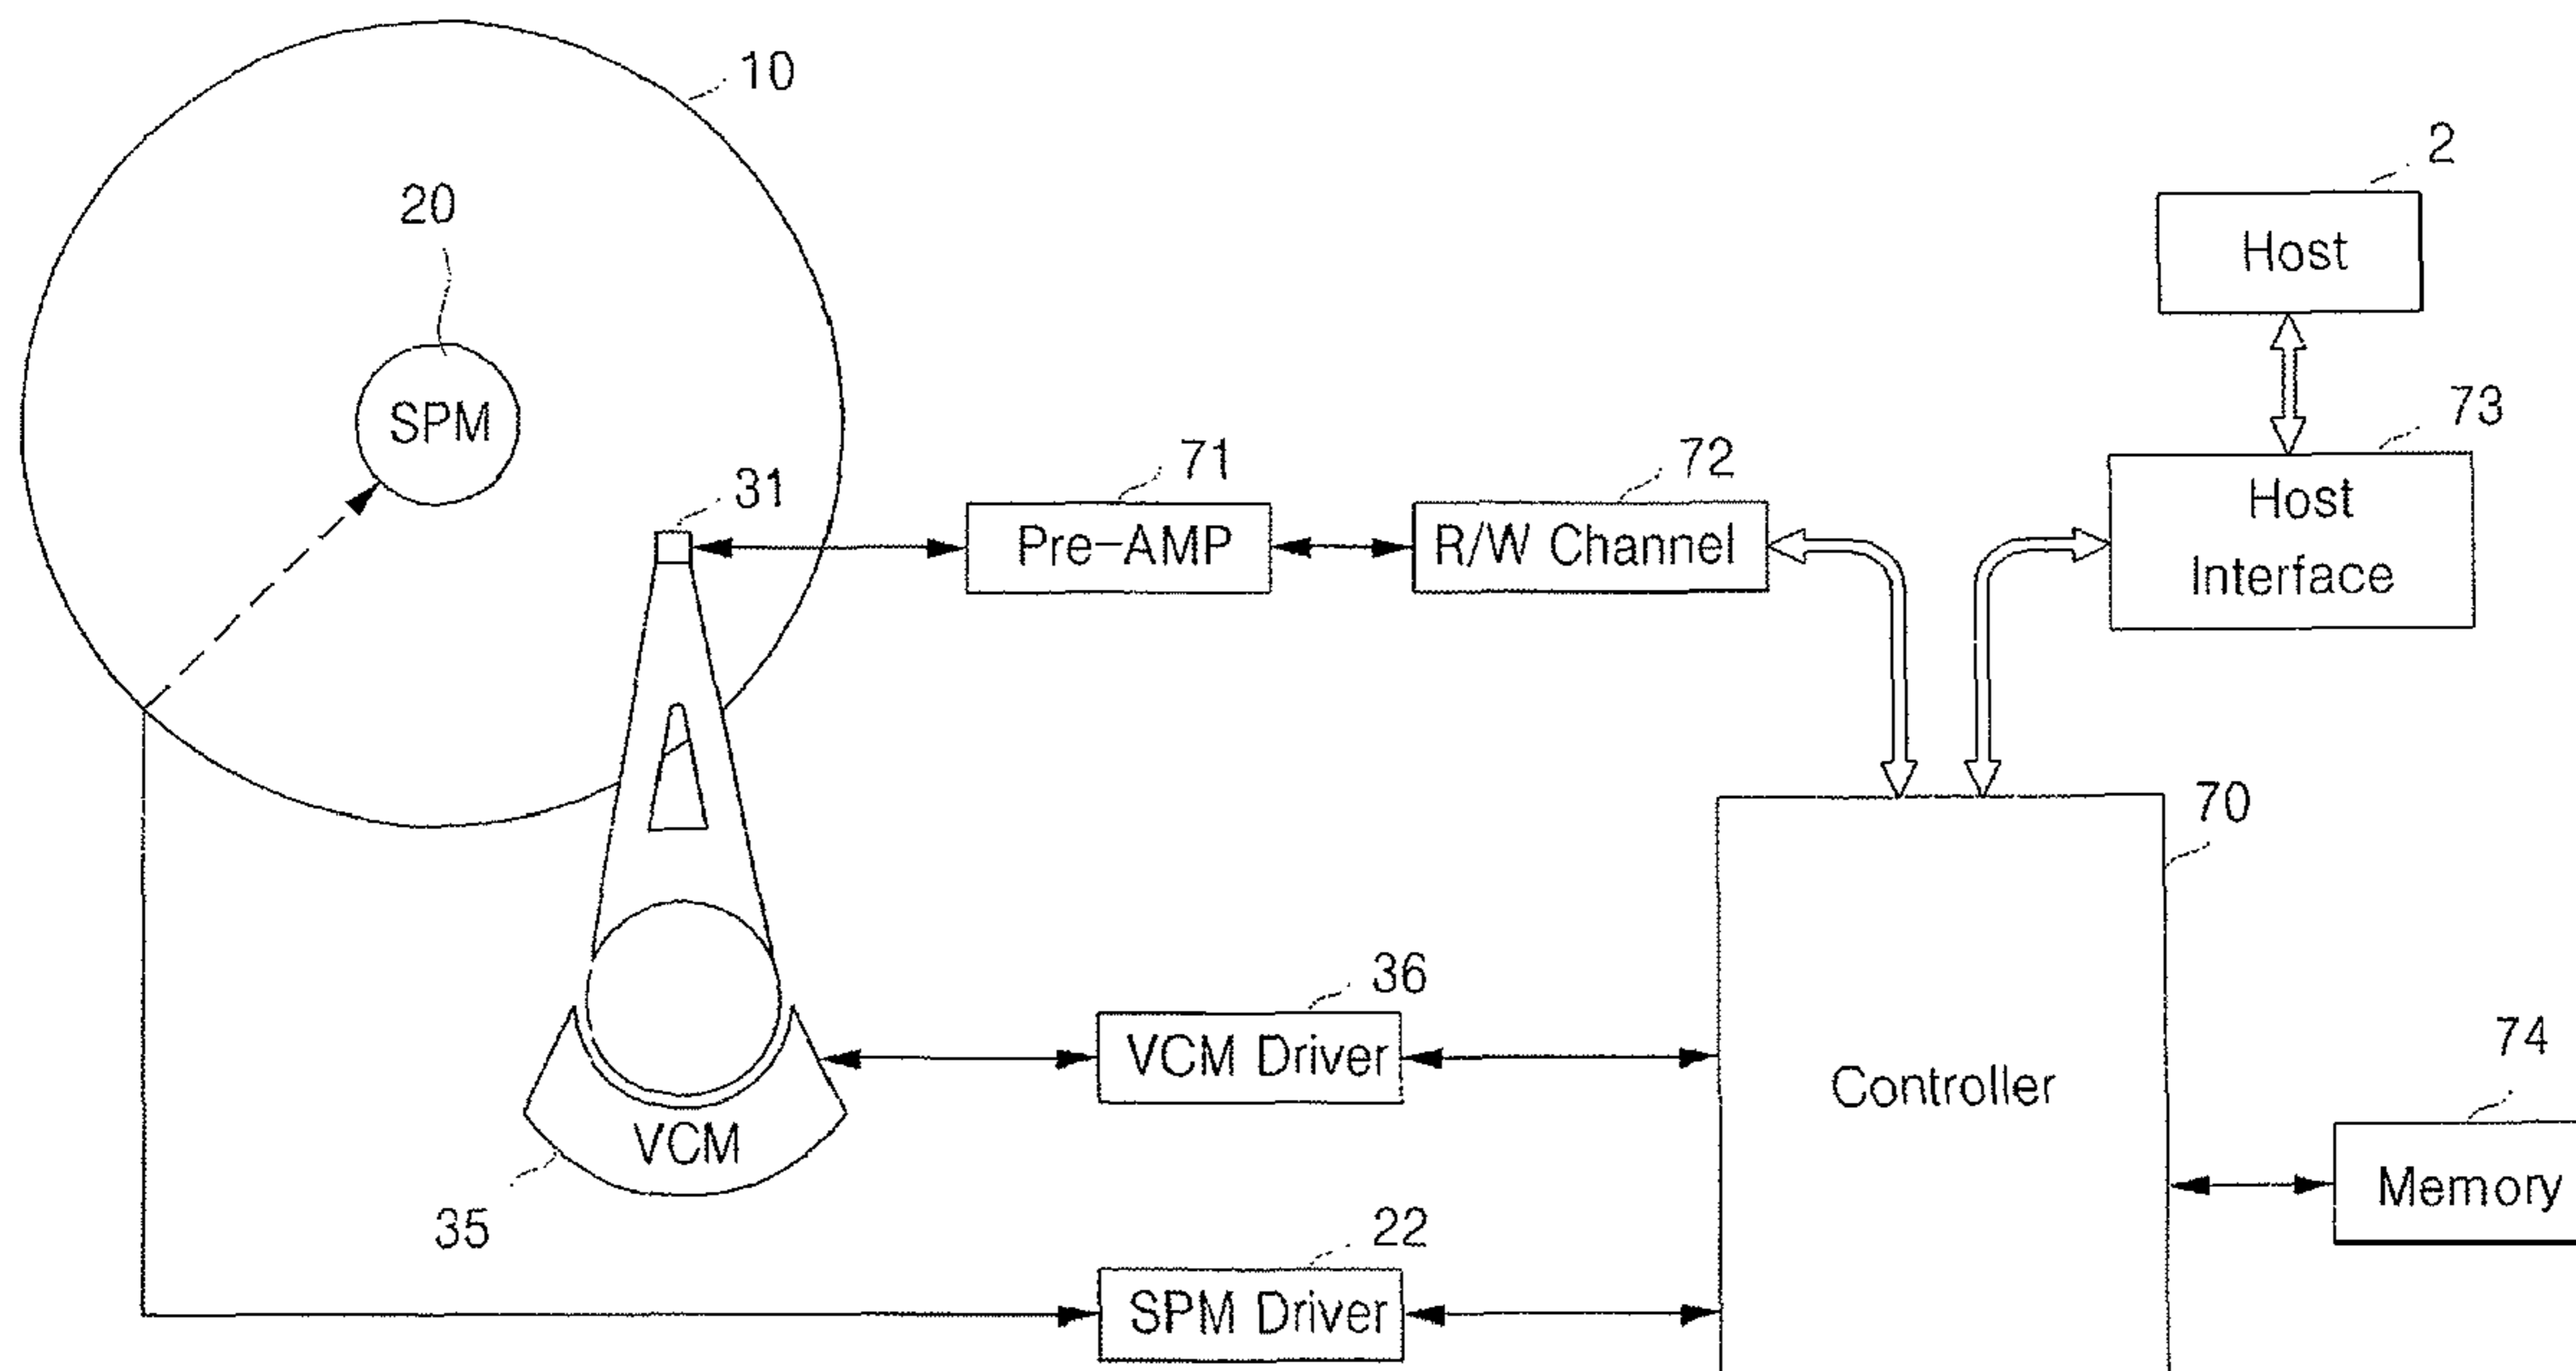 10
2
20
Host
SPM
73
71
72
31
Host
Interface
Pre-AMP
R/W Channel
70
36
74
VCM Driver
Controller
VCM
Memory
35
22
SPM Driver